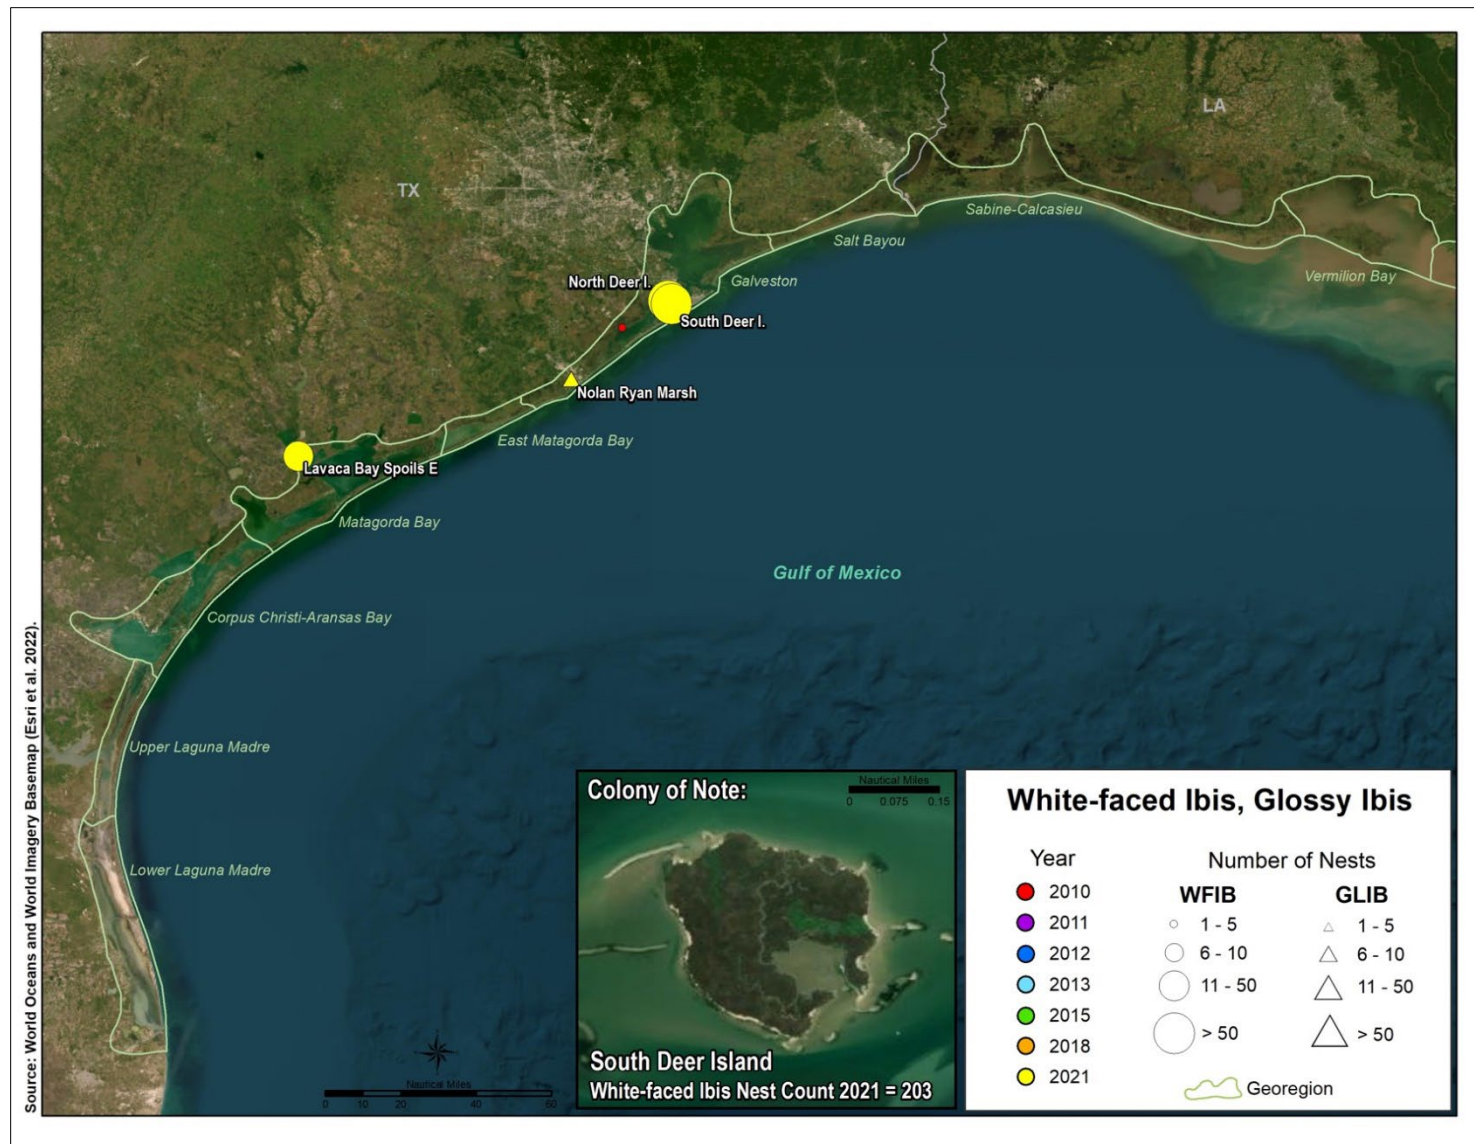 LA
TX
Sabine-Calcasieu
Salt Bayou
Vermilion Bay
North Deer I.
Galveston
South Deer I.
Nolan Ryan Marsh
East Matagorda Bay
Lavaca Bay Spoils E
Matagorda Bay
Gulf of Mexico
Corpus Christi-Aransas Bay
Upper Laguna Madre
Lower Laguna Madre
Source: World Oceans and World Imagery Basemap (Esri et al. 2022).
Nautical Miles
0 10 20 40 60
Colony of Note:
Nautical Miles
0 0.075 0.15
South Deer Island
White-faced Ibis Nest Count 2021 = 203
White-faced Ibis, Glossy Ibis
Year
2010
2011
2012
2013
2015
2018
2021
Number of Nests
WFIB GLIB
1 - 5 1 - 5
6 - 10 6 - 10
11 - 50 11 - 50
> 50 > 50
Georegion